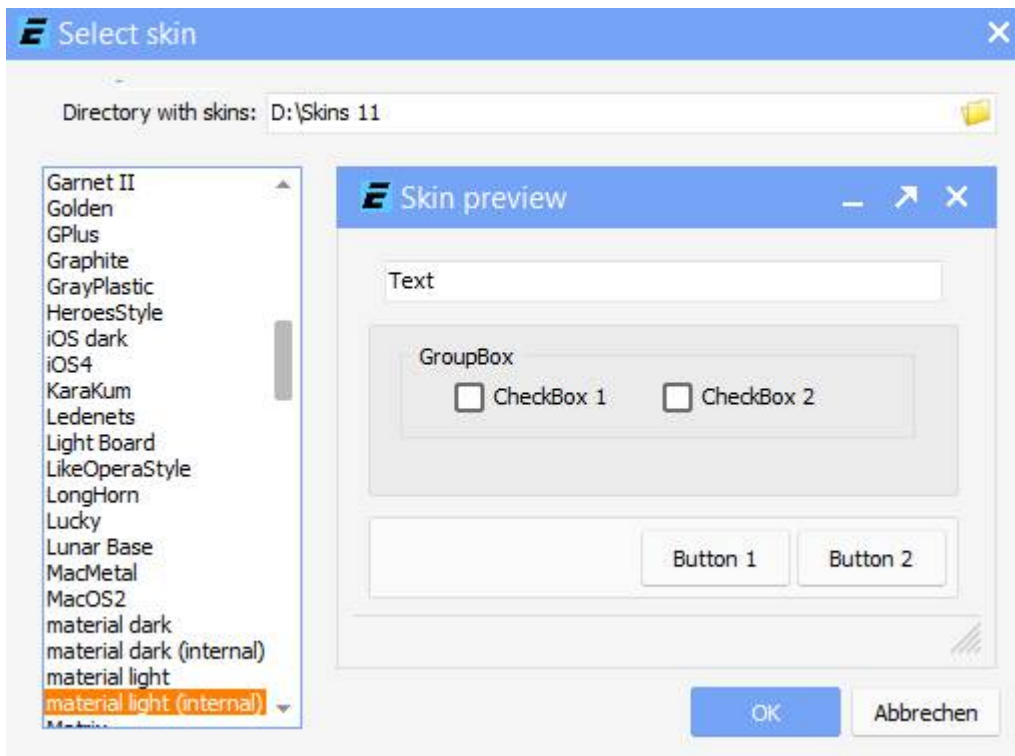 Select skin
Directory with skins: D:\Skins 11
Garnet II
Golden
GPlus
Graphite
GrayPlastic
HeroesStyle
iOS dark
iOS4
KaraKum
Ledenets
Light Board
LikeOperaStyle
LongHorn
Lucky
Lunar Base
MacMetal
MacOS2
material dark
material dark (internal)
material light
material light (internal)
Skin preview
Text
GroupBox
CheckBox 1 CheckBox 2
Button 1 Button 2
OK Abbrechen